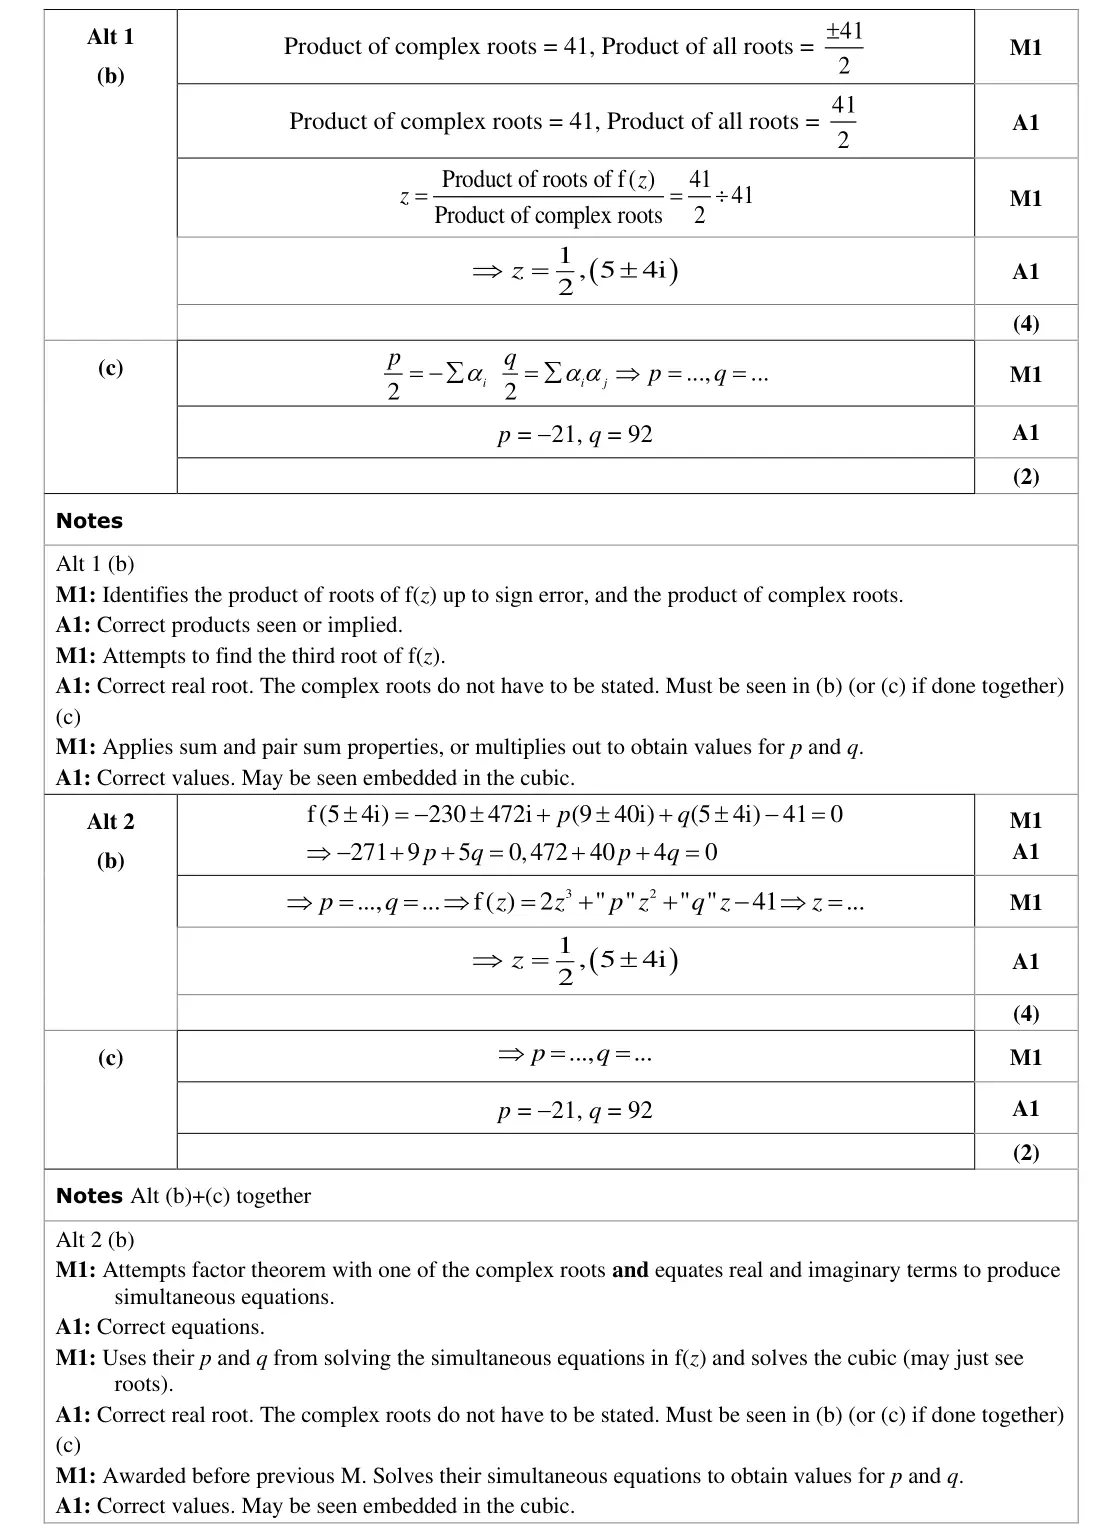 Alt 1
(b)
Product of complex roots = 41, Product of all roots = ±41/2
M1
Product of complex roots = 41, Product of all roots = 41/2
A1
z = Product of roots of f(z)/Product of complex roots = 41/2 ÷ 41
M1
⇒ z = 1/2, (5 ± 4i)
A1
(4)
(c)
p/2 = −∑αᵢ q/2 = ∑αᵢαⱼ ⇒ p = ..., q = ...
M1
p = –21, q = 92
A1
(2)
Notes
Alt 1 (b)
M1: Identifies the product of roots of f(z) up to sign error, and the product of complex roots.
A1: Correct products seen or implied.
M1: Attempts to find the third root of f(z).
A1: Correct real root. The complex roots do not have to be stated. Must be seen in (b) (or (c) if done together)
(c)
M1: Applies sum and pair sum properties, or multiplies out to obtain values for p and q.
A1: Correct values. May be seen embedded in the cubic.
Alt 2
(b)
f(5 ± 4i) = −230 ± 472i + p(9 ± 40i) + q(5 ± 4i) − 41 = 0
M1
⇒ −271 + 9p + 5q = 0, 472 + 40p + 4q = 0
A1
⇒ p = ..., q = ... ⇒ f(z) = 2z³ + "p"z² + "q"z − 41 ⇒ z = ...
M1
⇒ z = 1/2, (5 ± 4i)
A1
(4)
(c)
⇒ p = ..., q = ...
M1
p = –21, q = 92
A1
(2)
Notes Alt (b)+(c) together
Alt 2 (b)
M1: Attempts factor theorem with one of the complex roots and equates real and imaginary terms to produce
simultaneous equations.
A1: Correct equations.
M1: Uses their p and q from solving the simultaneous equations in f(z) and solves the cubic (may just see
roots).
A1: Correct real root. The complex roots do not have to be stated. Must be seen in (b) (or (c) if done together)
(c)
M1: Awarded before previous M. Solves their simultaneous equations to obtain values for p and q.
A1: Correct values. May be seen embedded in the cubic.